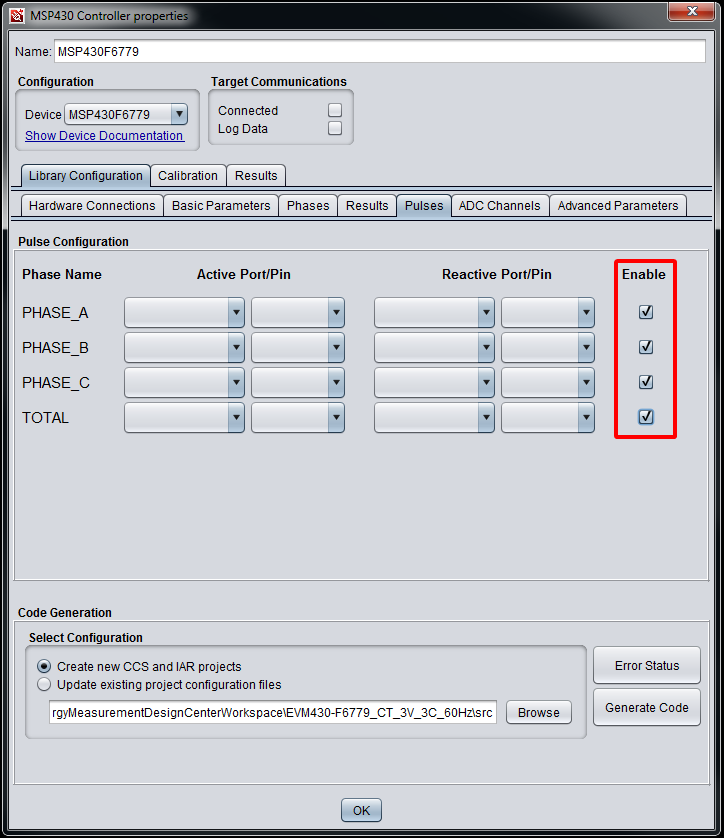 MSP430 Controller properties
Name: MSP430F6779
Configuration Target Communications
Device MSP430F6779 Connected
Show Device Documentation Log Data
Library Configuration Calibration Results
Hardware Connections Basic Parameters Phases Results Pulses ADC Channels Advanced Parameters
Pulse Configuration
Phase Name Active Port/Pin Reactive Port/Pin Enable
PHASE_A
PHASE_B
PHASE_C
TOTAL
Code Generation
Select Configuration
Create new CCS and IAR projects Error Status
Update existing project configuration files
rgyMeasurementDesignCenterWorkspace\EVM430-F6779_CT_3V_3C_60Hz\src Browse Generate Code
OK